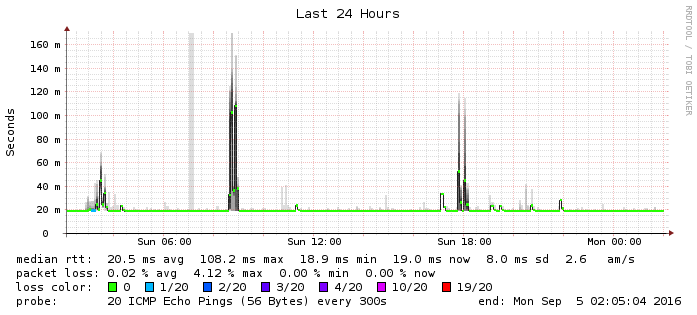 Last 24 Hours
RRDTOOL / TOBI OETIKER
Seconds
160 m
140 m
120 m
100 m
80 m
60 m
40 m
20 m
0
Sun 06:00 Sun 12:00 Sun 18:00 Mon 00:00
median rtt: 20.5 ms avg 108.2 ms max 18.9 ms min 19.0 ms now 8.0 ms sd 2.6 am/s
packet loss: 0.02 % avg 4.12 % max 0.00 % min 0.00 % now
loss color: 0 1/20 2/20 3/20 4/20 10/20 19/20
probe: 20 ICMP Echo Pings (56 Bytes) every 300s end: Mon Sep 5 02:05:04 2016